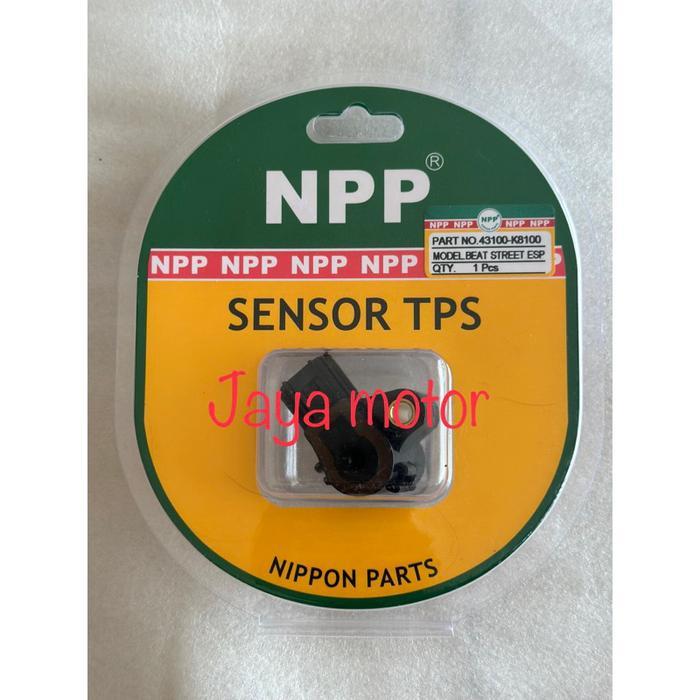 NPP®
NPP NPP NPP NPP
NPP NPP NPP NPP NPP
PART NO.43100-K8100
MODEL.BEAT STREET ESP
QTY. 1 Pcs
SENSOR TPS
Jaya motor
NIPPON PARTS